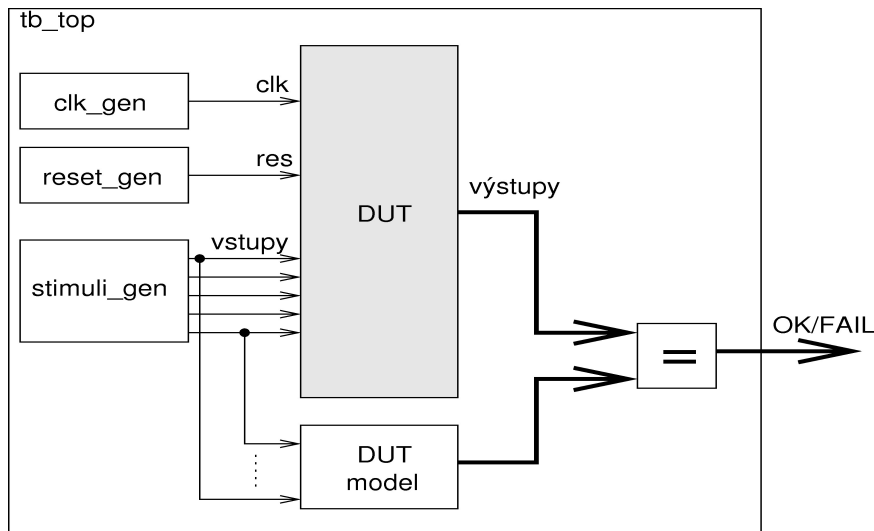 tb_top
clk_gen
clk
reset_gen
res
stimuli_gen
vstupy
DUT
výstupy
DUT
model
=
OK/FAIL